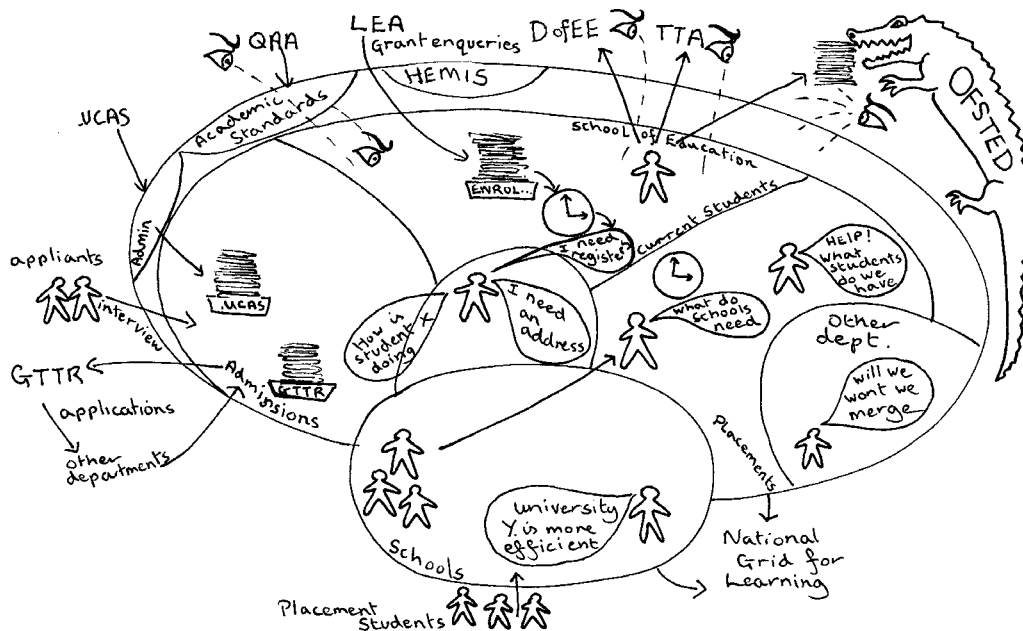 QAA
LEA
Grant enqueries
DofEE
TTA
OFSTED
HEMIS
Academic
Standards
UCAS
School of Education
ENROL...
Admin
current students
I need
register
appliants
interview
.UCAS
How is
student X
doing
I need
an
address
what do
schools
need
HELP!
what
students
do we
have
Other
dept.
will we
wont we
merge
GTTR
applications
other
departments
Admissions
GTTR
Placements
university
Y is more
efficient
Schools
National
Grid for
Learning
Placement
Students